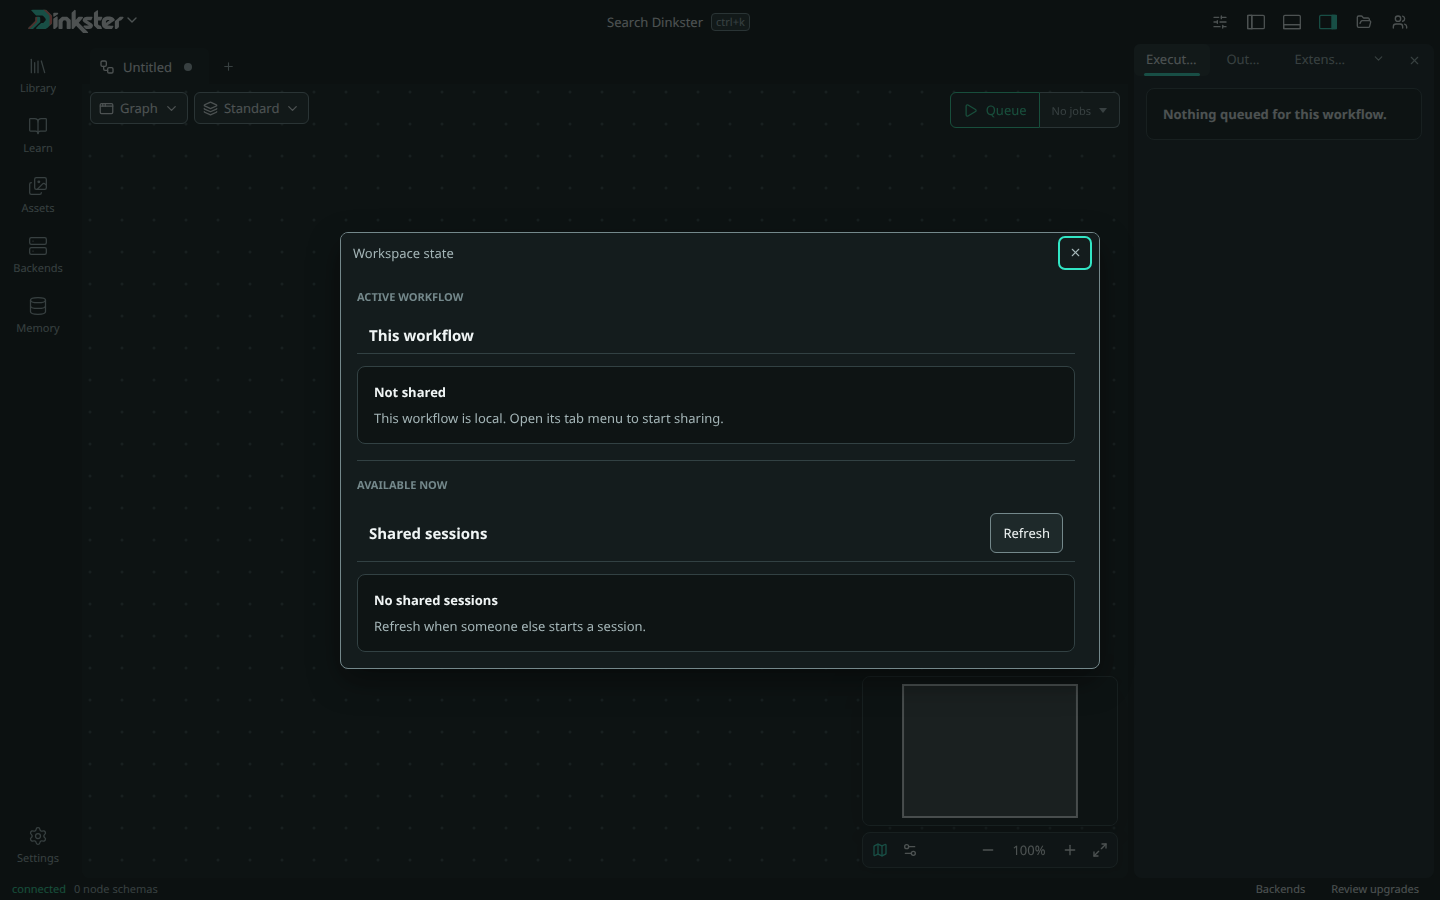 Dinkster
Search Dinkster ctrl+k
Library
Learn
Assets
Backends
Memory
Settings
Untitled
Graph
Standard
Queue
No jobs
Execut...
Out...
Extens...
Nothing queued for this workflow.
Workspace state
ACTIVE WORKFLOW
This workflow
Not shared
This workflow is local. Open its tab menu to start sharing.
AVAILABLE NOW
Shared sessions
Refresh
No shared sessions
Refresh when someone else starts a session.
100%
connected 0 node schemas
Backends
Review upgrades